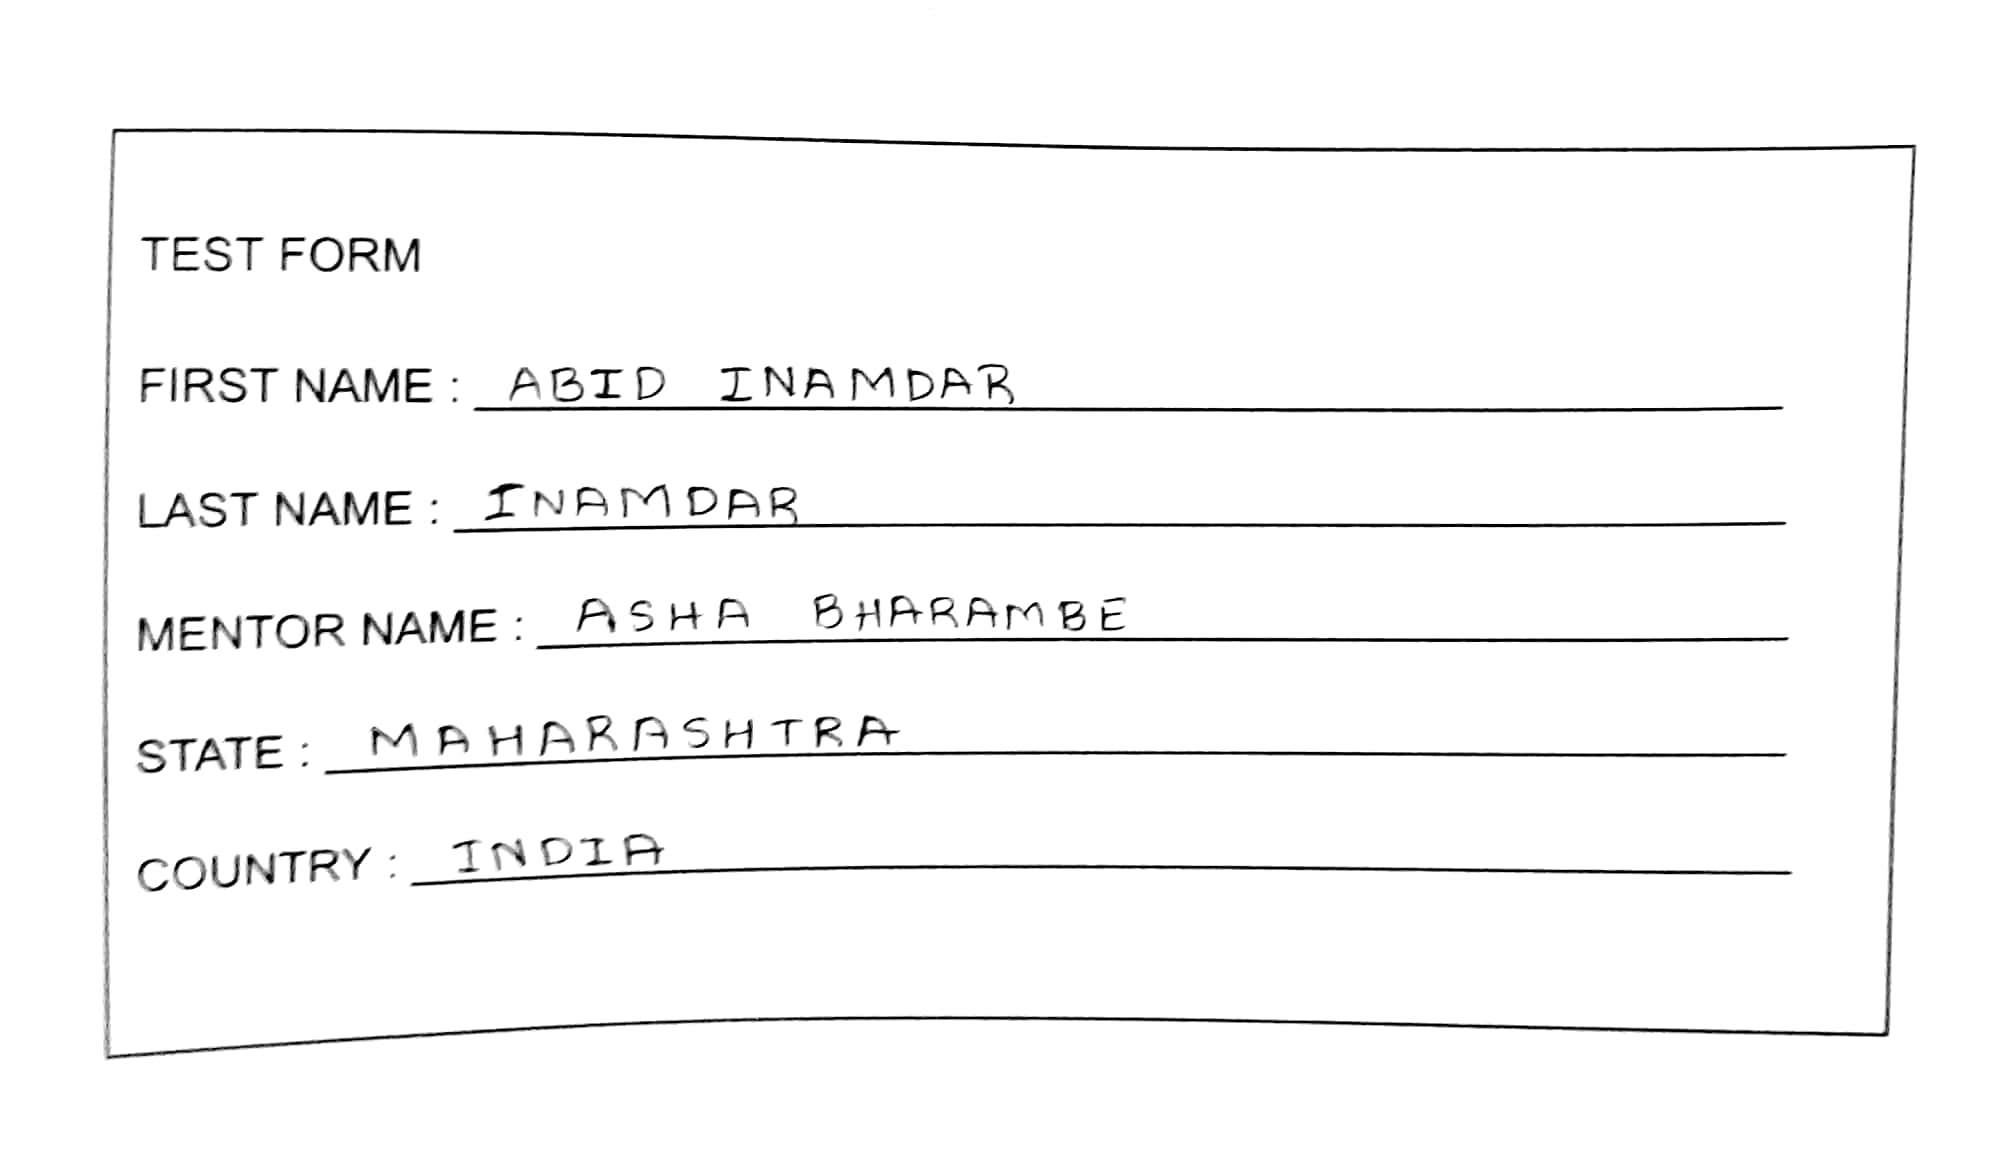 TEST FORM
FIRST NAME : ABID INAMDAR
LAST NAME : INAMDAR
MENTOR NAME : ASHA BHARAMBE
STATE : MAHARASHTRA
COUNTRY : INDIA